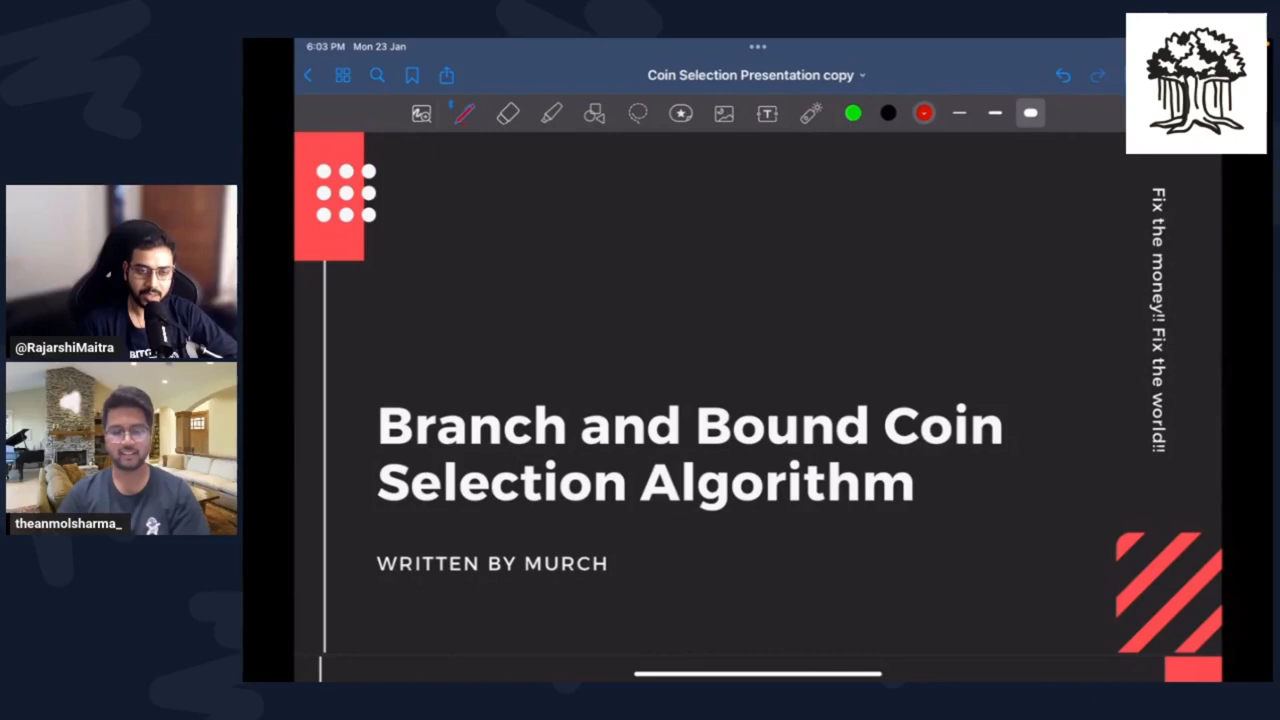 6:03 PM Mon 23 Jan
Coin Selection Presentation copy
T
Fix the money!! Fix the world!!
Branch and Bound Coin
Selection Algorithm
WRITTEN BY MURCH
@RajarshiMaitra
theanmolsharma_